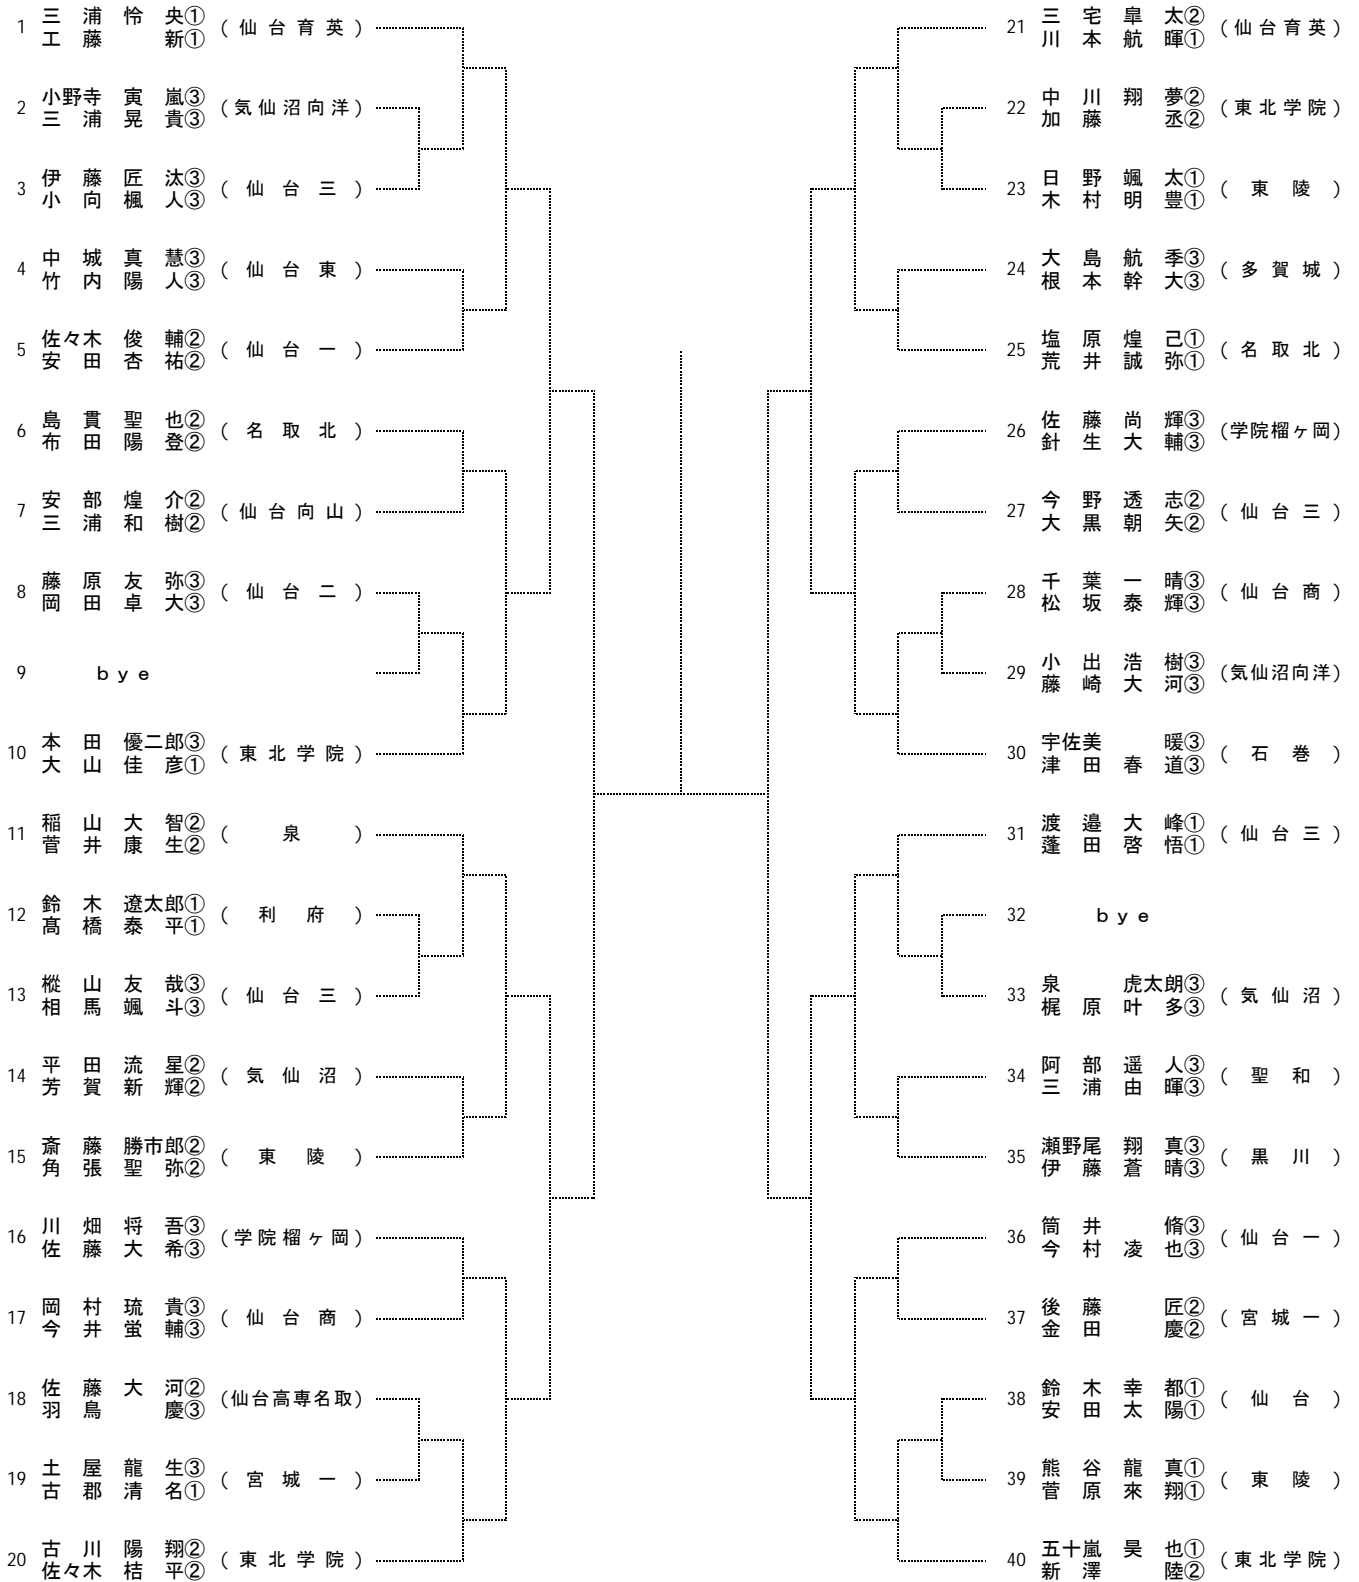 三浦怜央①
1 (仙台育英)
工藤新①
小野寺寅嵐③
2 (気仙沼向洋)
三浦晃貴③
伊藤匠汰③
3 (仙台三)
小向楓人③
中城真慧③
4 (仙台東)
竹内陽人③
佐々木俊輔②
5 (仙台一)
安田杏祐②
島貫聖也②
6 (名取北)
布田陽登②
安部煌介②
7 (仙台向山)
三浦和樹②
藤原友弥③
8 (仙台二)
岡田卓大③
9 bye
本田優二郎③
10 (東北学院)
大山佳彦①
稲山大智②
11 (泉)
菅井康生②
鈴木遼太郎①
12 (利府)
髙橋泰平①
樅山友哉③
13 (仙台三)
相馬颯斗③
平田流星②
14 (気仙沼)
芳賀新輝②
斎藤勝市郎②
15 (東陵)
角張聖弥②
川畑将吾③
16 (学院榴ヶ岡)
佐藤大希③
岡村琉貴③
17 (仙台商)
今井蛍輔③
佐藤大河②
18 (仙台高専名取)
羽鳥慶③
土屋龍生③
19 (宮城一)
古郡清名①
古川陽翔②
20 (東北学院)
佐々木桔平②
三宅皐太②
21 (仙台育英)
川本航暉①
中川翔夢②
22 (東北学院)
加藤丞②
日野颯太①
23 (東陵)
木村明豊①
大島航季③
24 (多賀城)
根本幹大③
塩原煌己①
25 (名取北)
荒井誠弥①
佐藤尚輝③
26 (学院榴ヶ岡)
針生大輔③
今野透志②
27 (仙台三)
大黒朝矢②
千葉一晴③
28 (仙台商)
松坂泰輝③
小出浩樹③
29 (気仙沼向洋)
藤崎大河③
宇佐美暖③
30 (石巻)
津田春道③
渡邉大峰①
31 (仙台三)
蓬田啓悟①
32 bye
泉虎太朗③
33 (気仙沼)
梶原叶多③
阿部遥人③
34 (聖和)
三浦由暉③
瀬野尾翔真③
35 (黒川)
伊藤蒼晴③
筒井脩③
36 (仙台一)
今村凌也③
後藤匠②
37 (宮城一)
金田慶②
鈴木幸都①
38 (仙台)
安田太陽①
熊谷龍真①
39 (東陵)
菅原來翔①
五十嵐昊也①
40 (東北学院)
新澤陸②